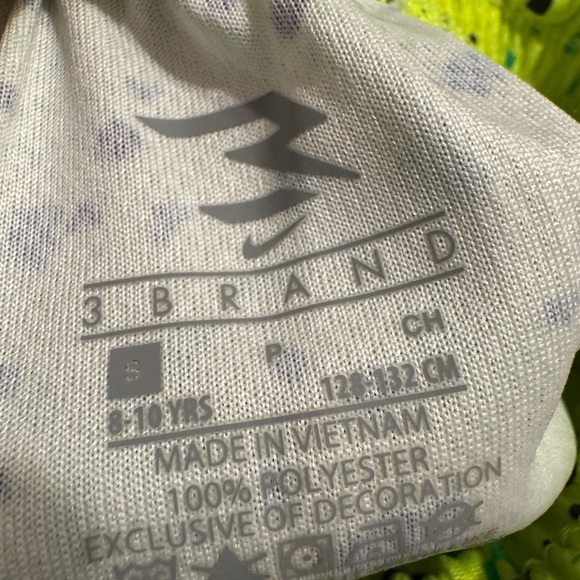 3 BRAND
S P CH
8-10 YRS 128-132 CM
MADE IN VIETNAM
100% POLYESTER
EXCLUSIVE OF DECORATION